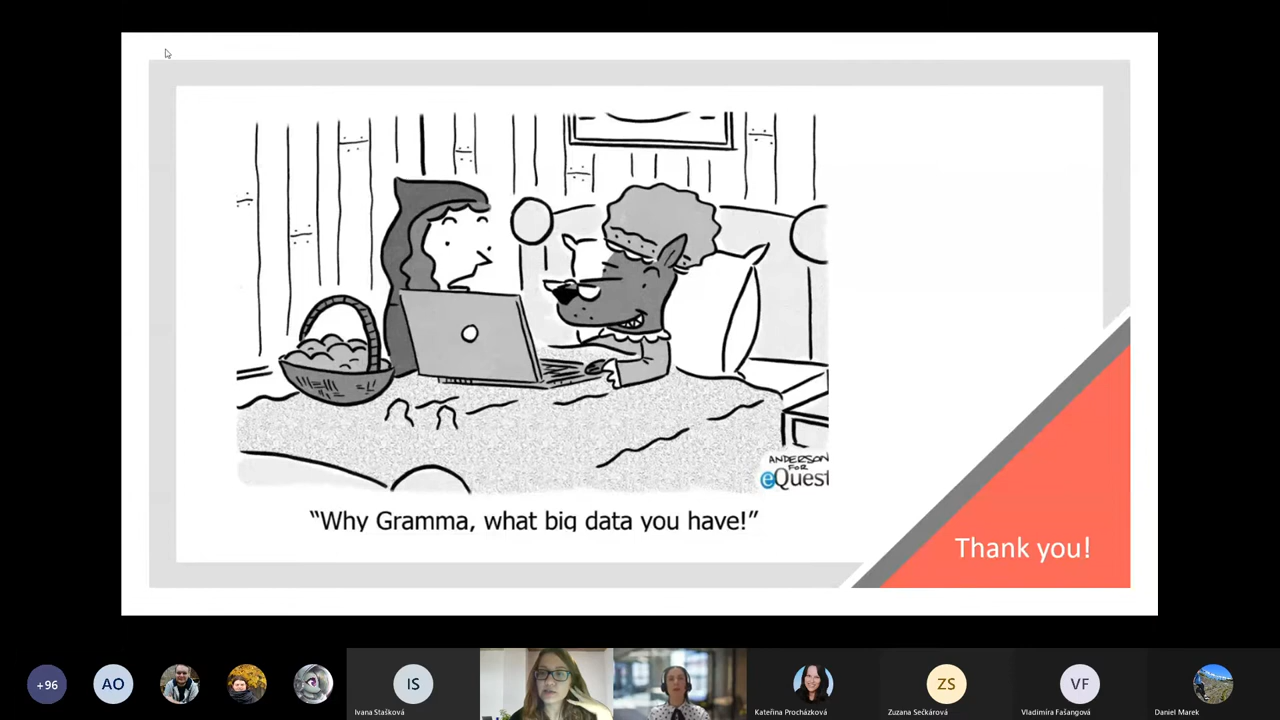 ANDERSON
FOR
eQuest
“Why Gramma, what big data you have!”
Thank you!
+96
AO
IS
ZS
VF
Ivana Stašková
Kateřina Procházková
Zuzana Sečkárová
Vladimíra Fašangová
Daniel Marek